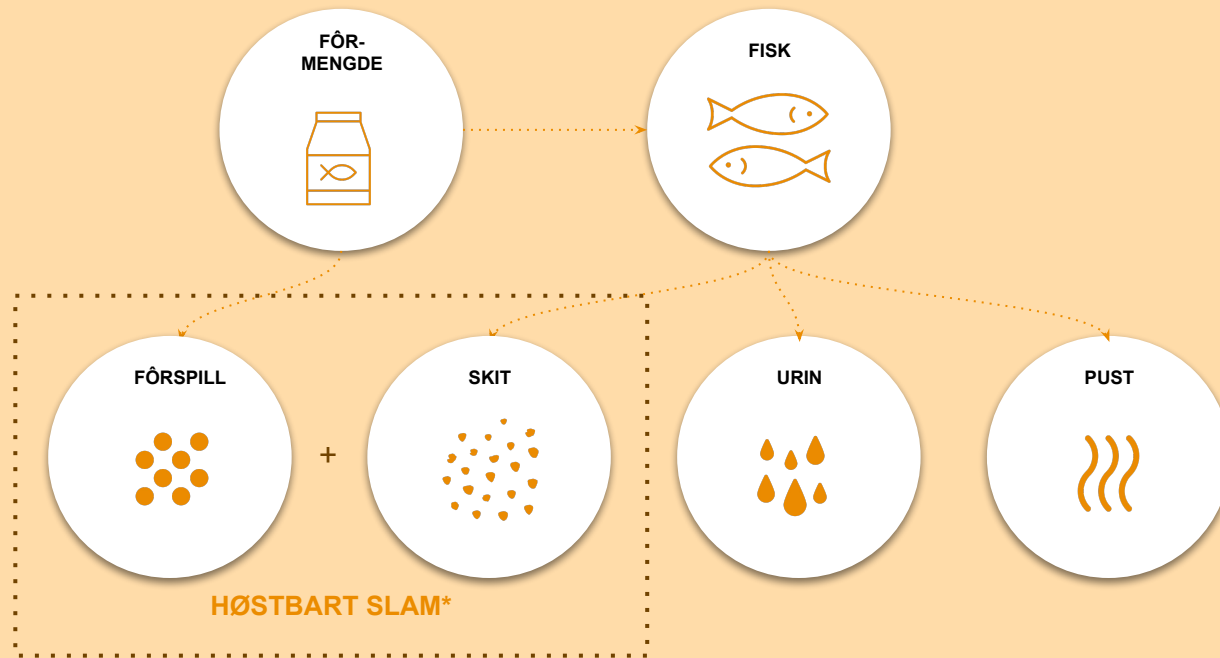 FÔR-
MENGDE
FISK
FÔRSPILL
+
SKIT
URIN
PUST
HØSTBART SLAM*